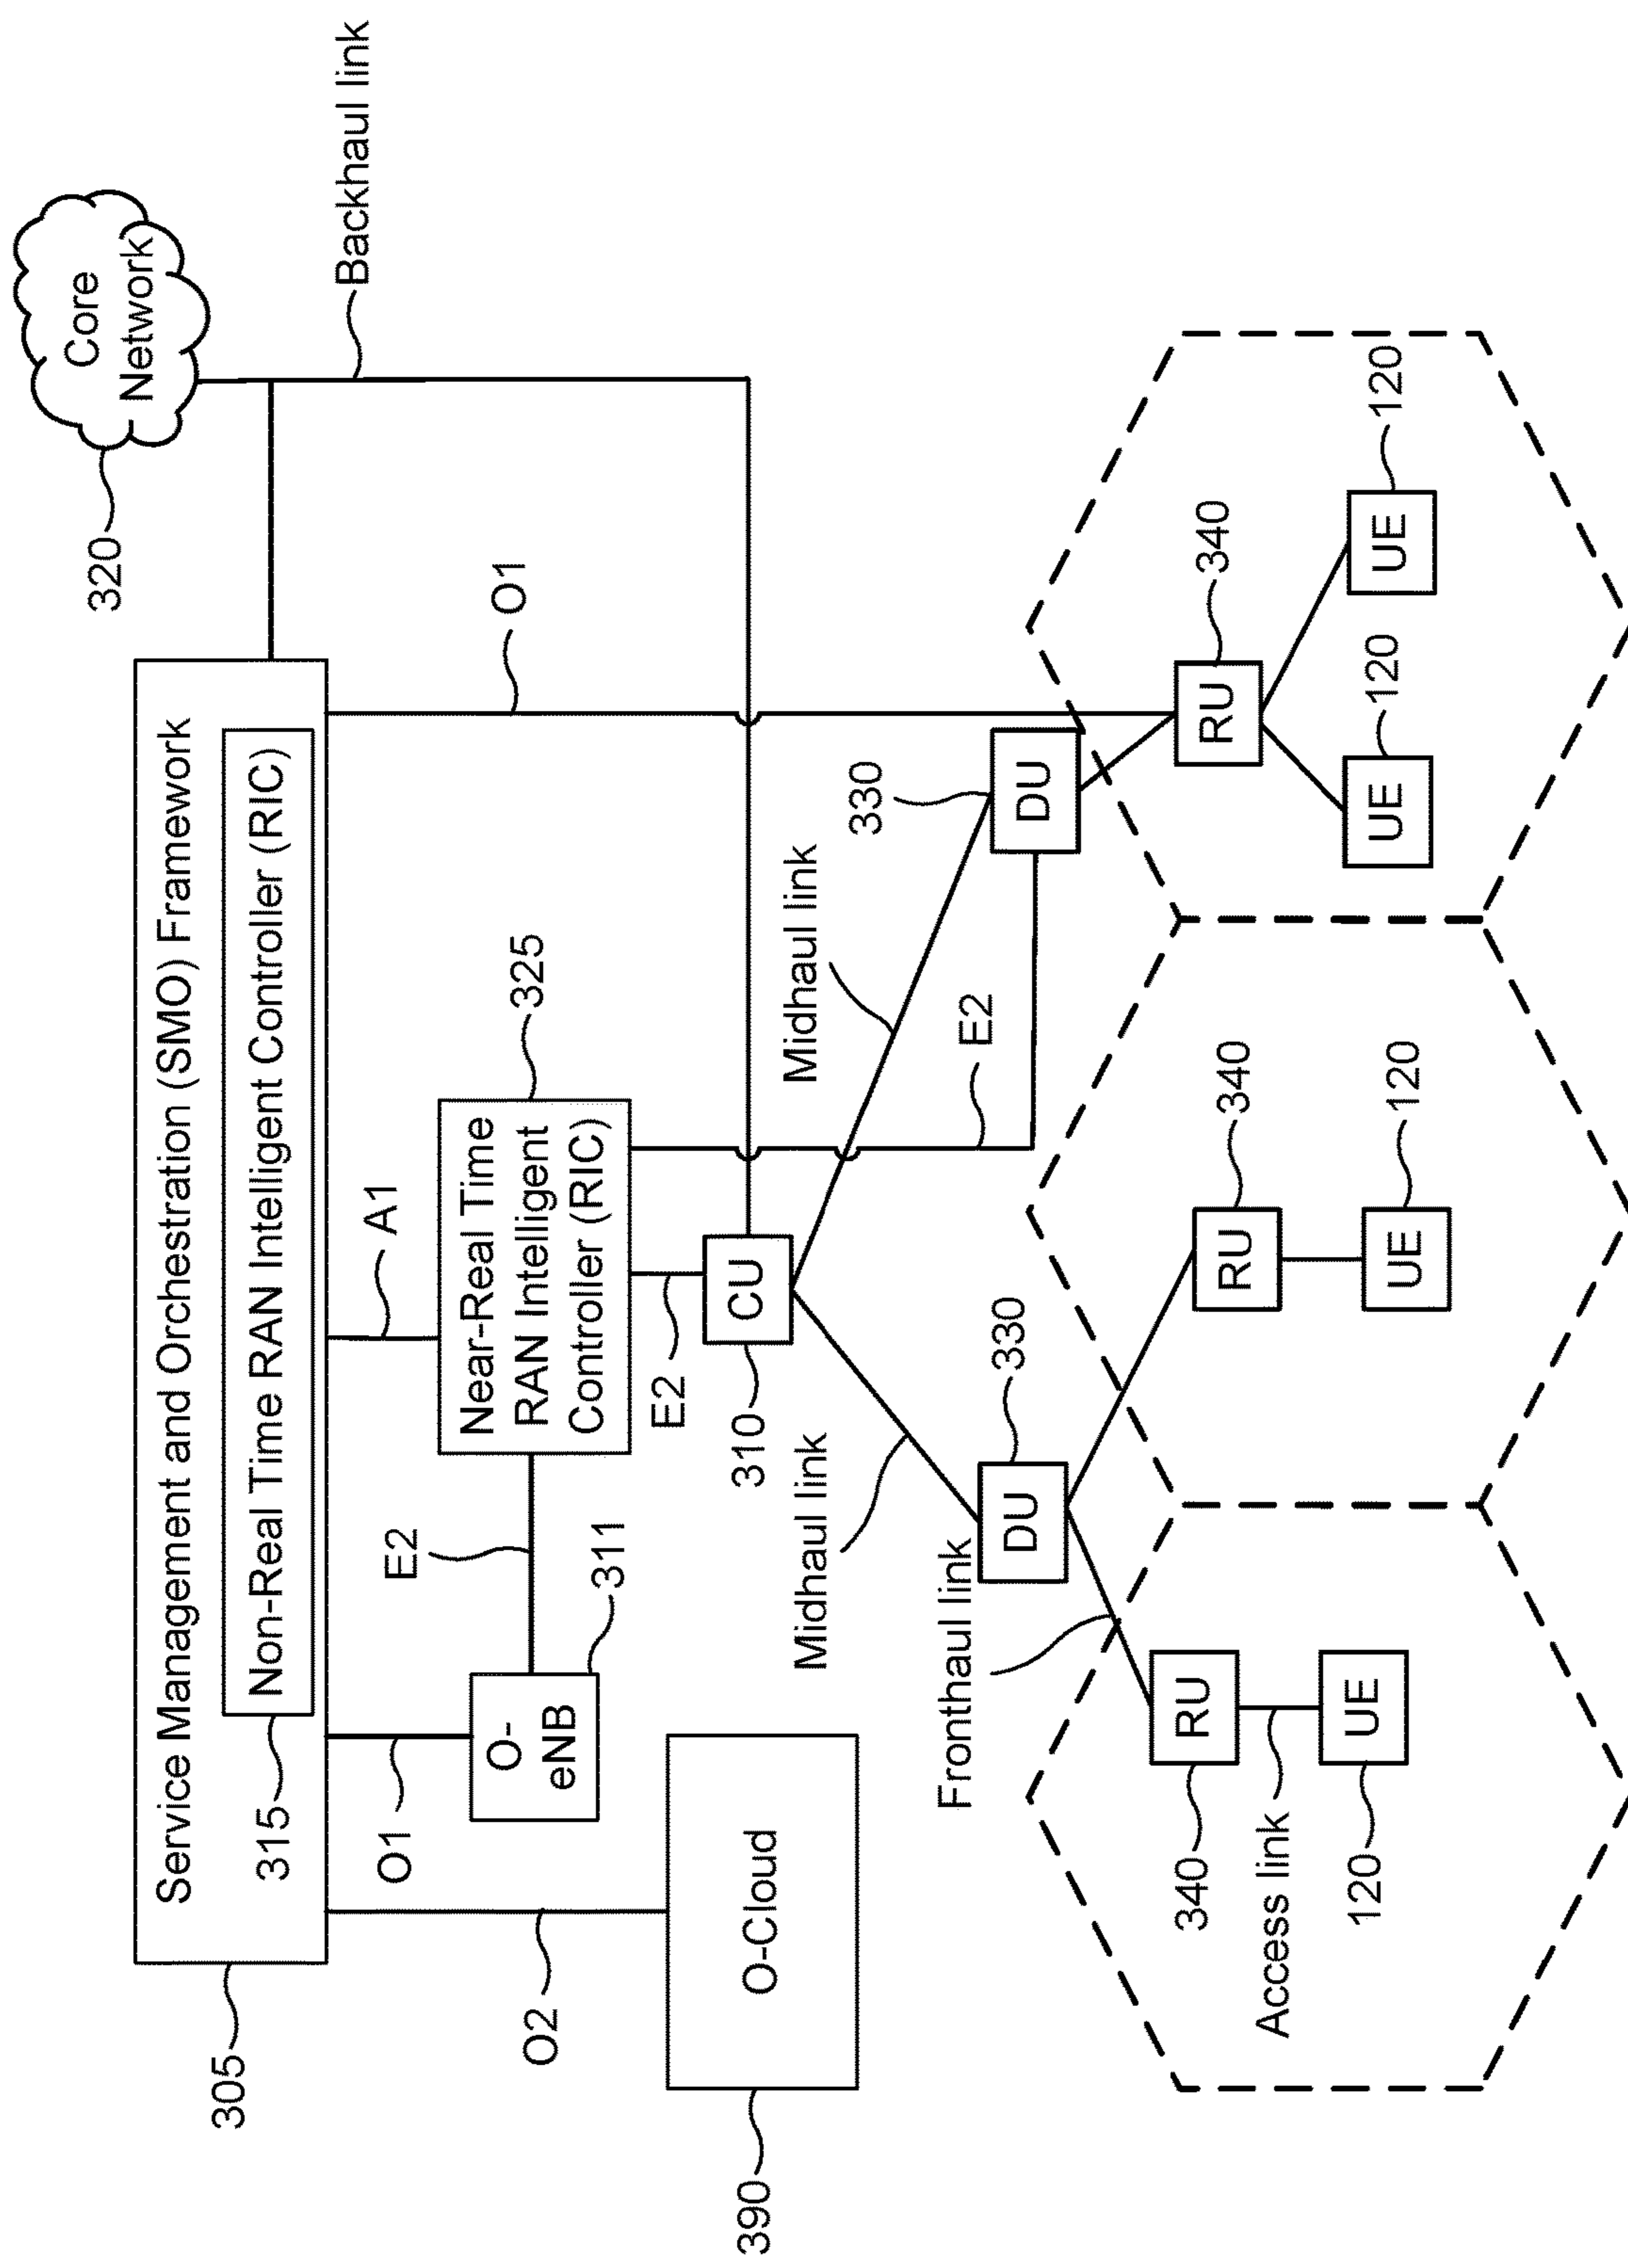 Service Management and Orchestration (SMO) Framework
Non-Real Time RAN Intelligent Controller (RIC)
305
315
Core
Network
320
Backhaul link
O2
O1
A1
O1
E2
O-
eNB
311
Near-Real Time
RAN Intelligent
Controller (RIC)
325
O-Cloud
390
E2
CU
310
Midhaul link
Midhaul link
E2
DU
330
DU
330
Fronthaul link
RU
340
Access link
UE
120
RU
340
UE
120
RU
340
UE
120
UE
120